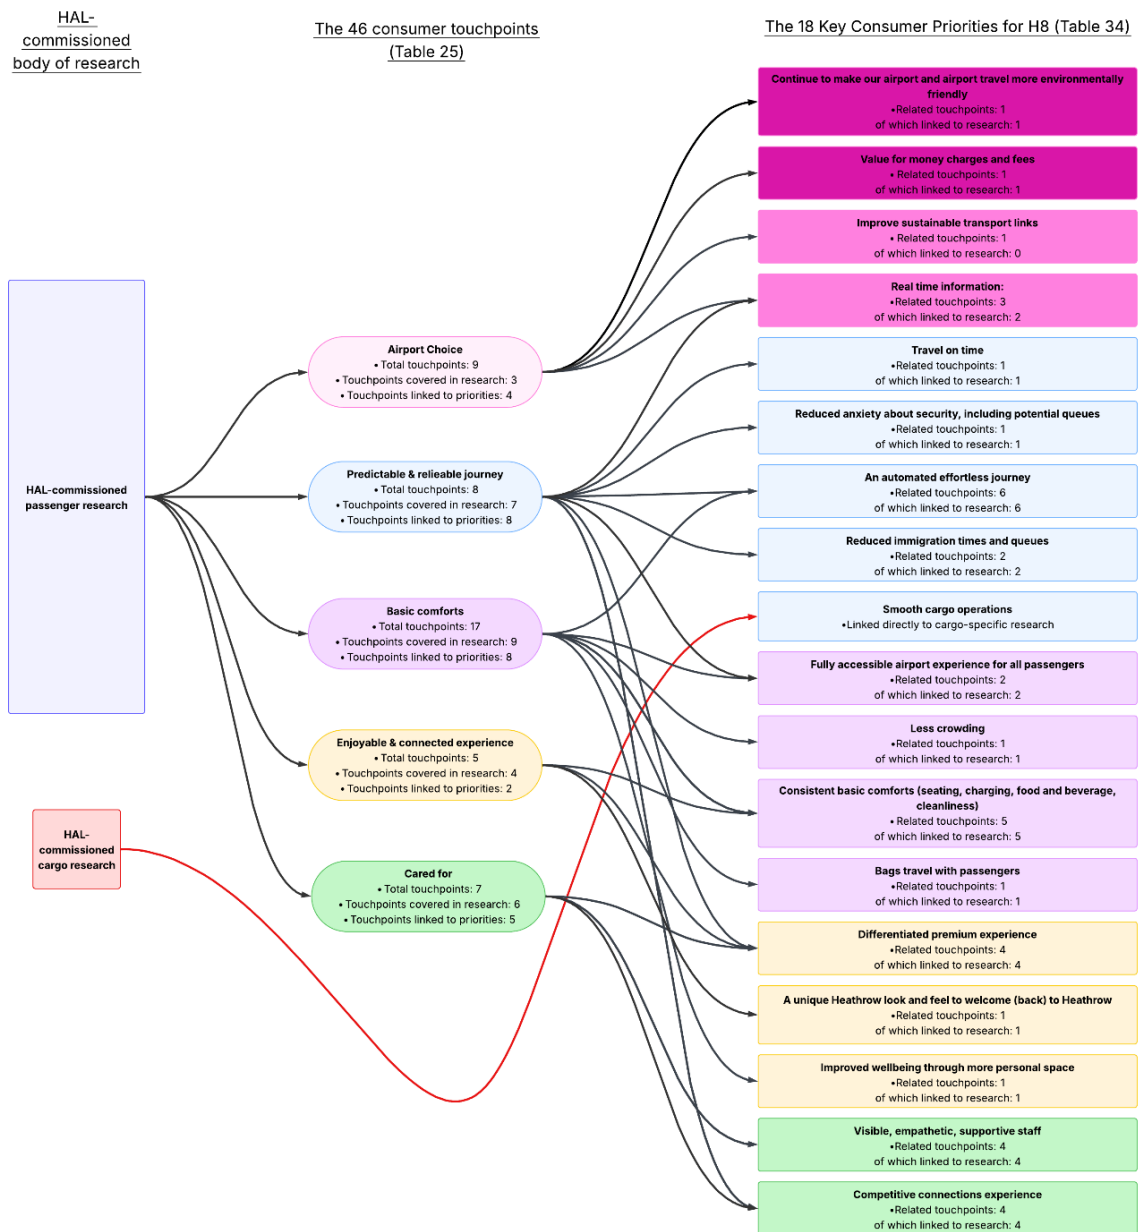 HAL-
commissioned
body of research
The 46 consumer touchpoints
(Table 25)
The 18 Key Consumer Priorities for H8 (Table 34)
HAL-commissioned
passenger research
HAL-
commissioned
cargo research
Airport Choice
• Total touchpoints: 9
• Touchpoints covered in research: 3
• Touchpoints linked to priorities: 4
Predictable & relieable journey
• Total touchpoints: 8
• Touchpoints covered in research: 7
• Touchpoints linked to priorities: 8
Basic comforts
• Total touchpoints: 17
• Touchpoints covered in research: 9
• Touchpoints linked to priorities: 8
Enjoyable & connected experience
• Total touchpoints: 5
• Touchpoints covered in research: 4
• Touchpoints linked to priorities: 2
Cared for
• Total touchpoints: 7
• Touchpoints covered in research: 6
• Touchpoints linked to priorities: 5
Continue to make our airport and airport travel more environmentally
friendly
•Related touchpoints: 1
of which linked to research: 1
Value for money charges and fees
• Related touchpoints: 1
of which linked to research: 1
Improve sustainable transport links
• Related touchpoints: 1
of which linked to research: 0
Real time information:
•Related touchpoints: 3
of which linked to research: 2
Travel on time
•Related touchpoints: 1
of which linked to research: 1
Reduced anxiety about security, including potential queues
•Related touchpoints: 1
of which linked to research: 1
An automated effortless journey
•Related touchpoints: 6
of which linked to research: 6
Reduced immigration times and queues
•Related touchpoints: 2
of which linked to research: 2
Smooth cargo operations
•Linked directly to cargo-specific research
Fully accessible airport experience for all passengers
•Related touchpoints: 2
of which linked to research: 2
Less crowding
•Related touchpoints: 1
of which linked to research: 1
Consistent basic comforts (seating, charging, food and beverage,
cleanliness)
• Related touchpoints: 5
of which linked to research: 5
Bags travel with passengers
•Related touchpoints: 1
of which linked to research: 1
Differentiated premium experience
•Related touchpoints: 4
of which linked to research: 4
A unique Heathrow look and feel to welcome (back) to Heathrow
•Related touchpoints: 1
of which linked to research: 1
Improved wellbeing through more personal space
•Related touchpoints: 1
of which linked to research: 1
Visible, empathetic, supportive staff
•Related touchpoints: 4
of which linked to research: 4
Competitive connections experience
•Related touchpoints: 4
of which linked to research: 4